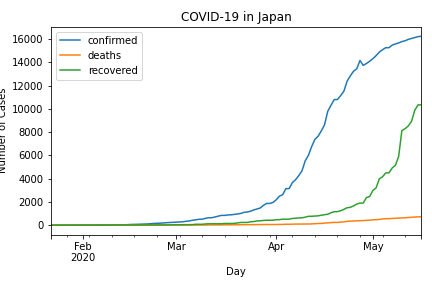 COVID-19 in Japan
confirmed
deaths
recovered
16000
14000
12000
10000
8000
6000
4000
2000
0
Number of Cases
Feb
2020
Mar
Apr
May
Day